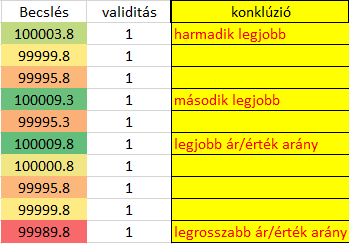 Becslés validitás konklúzió
100003.8 1 harmadik legjobb
99999.8 1
99995.8 1
100009.3 1 második legjobb
99995.3 1
100009.8 1 legjobb ár/érték arány
100000.8 1
99995.8 1
99999.8 1
99989.8 1 legrosszabb ár/érték arány